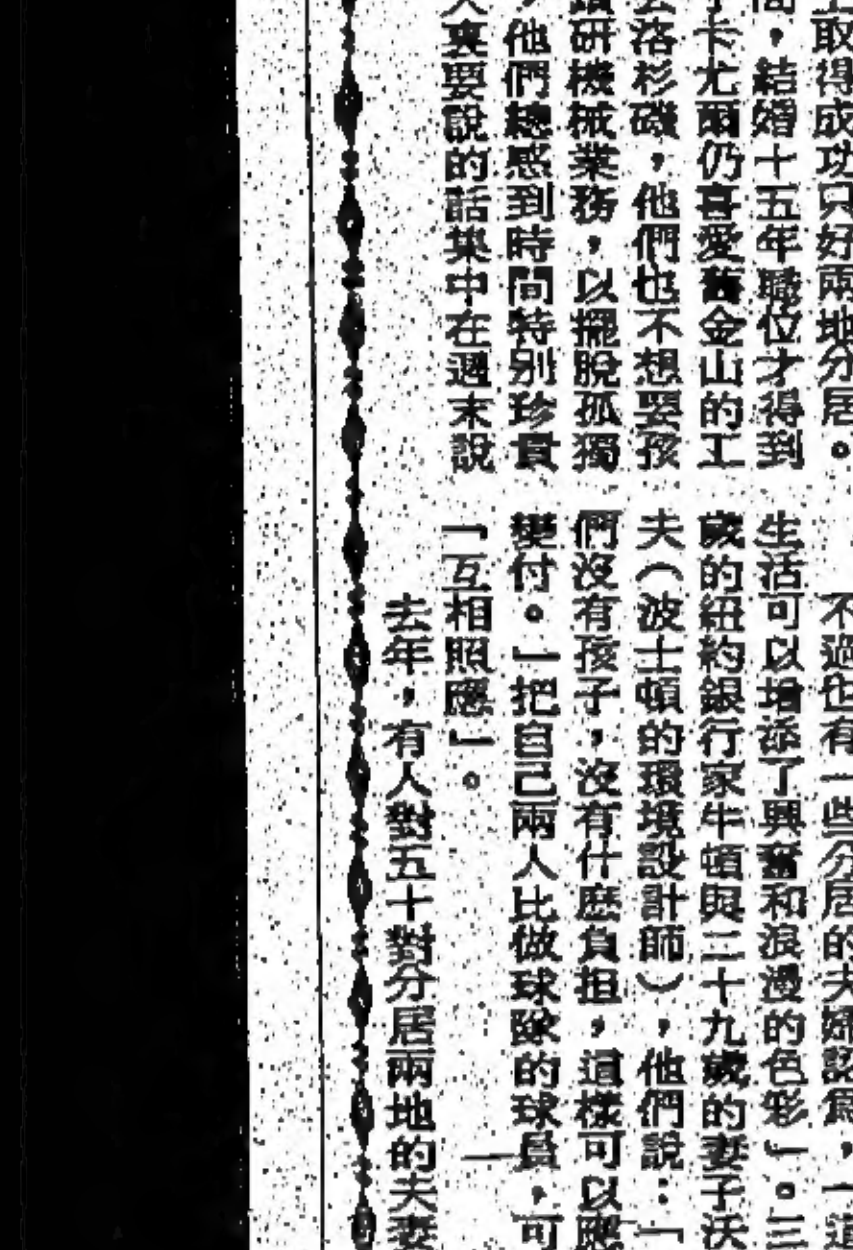 取得成功只好兩地分居。
間，結婚十五年職位才得到
卡尤爾仍喜愛舊金山的工
落杉磯，他們也不想要孩
研機械業務，以擺脫孤獨
，他們總感到時間特別珍貴
裏要說的話集中在週末說
不過也有一些分居的夫婦認爲，「這
生活可以增添了興奮和浪漫的色彩」。三
歲的紐約銀行家牛頓與三十九歲的妻子沃
夫（波士頓的環境設計師），他們說：「
們沒有孩子，沒有什麽負担，這樣可以應
變付。」把自己兩人比做球隊的球員，可
「互相照應」。
去年，有人對五十對分居兩地的夫妻